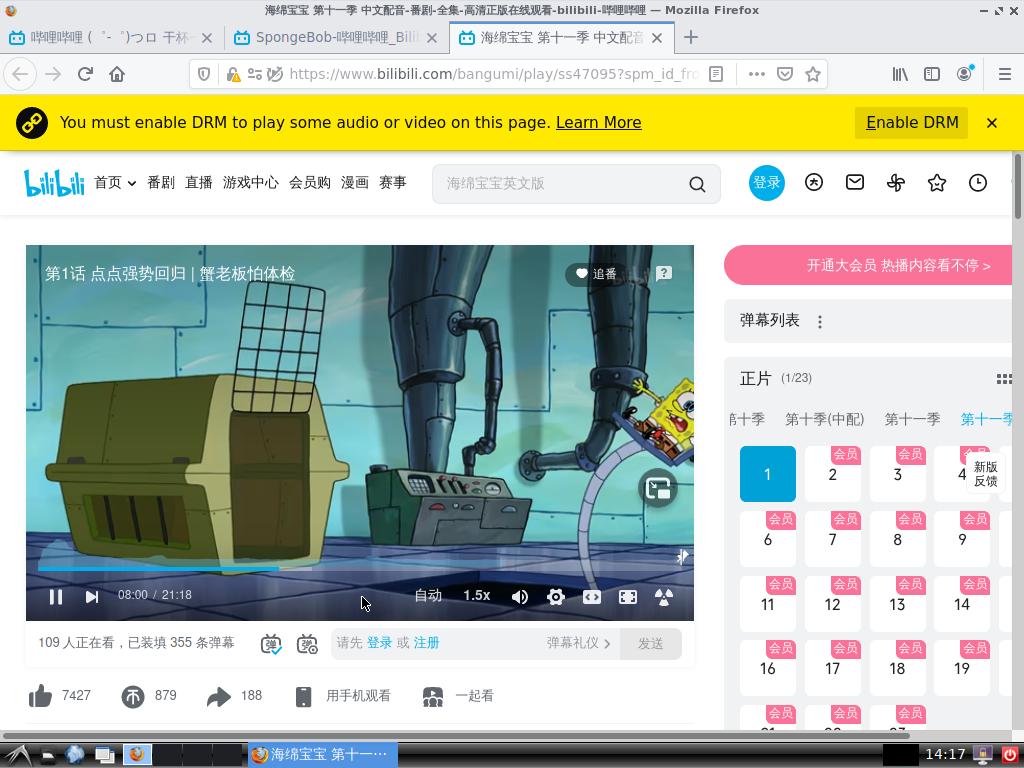 海绵宝宝 第十一季 中文配音-番剧-全集-高清正版在线观看-bilibili-哔哩哔哩 — Mozilla Firefox
哔哩哔哩 ( ゜- ゜)つロ 干杯-
SpongeBob-哔哩哔哩_Bili
海绵宝宝 第十一季 中文配音
https://www.bilibili.com/bangumi/play/ss47095?spm_id_fro
You must enable DRM to play some audio or video on this page. Learn More
Enable DRM
bilibili 首页 番剧 直播 游戏中心 会员购 漫画 赛事
海绵宝宝英文版
登录
第1话 点点强势回归 | 蟹老板怕体检
追番
08:00 / 21:18
自动 1.5x
109 人正在看，已装填 355 条弹幕
弹 弹
请先 登录 或 注册
弹幕礼仪 >
发送
7427 879 188 用手机观看 一起看
开通大会员 热播内容看不停 >
弹幕列表
正片 (1/23)
第十季 第十季(中配) 第十一季 第十一季
会员 会员 会员
1 2 3 4
新版
反馈
会员 会员 会员 会员
6 7 8 9
会员 会员 会员 会员
11 12 13 14
会员 会员 会员 会员
16 17 18 19
会员 会员 会员
海绵宝宝 第十一…
14:17